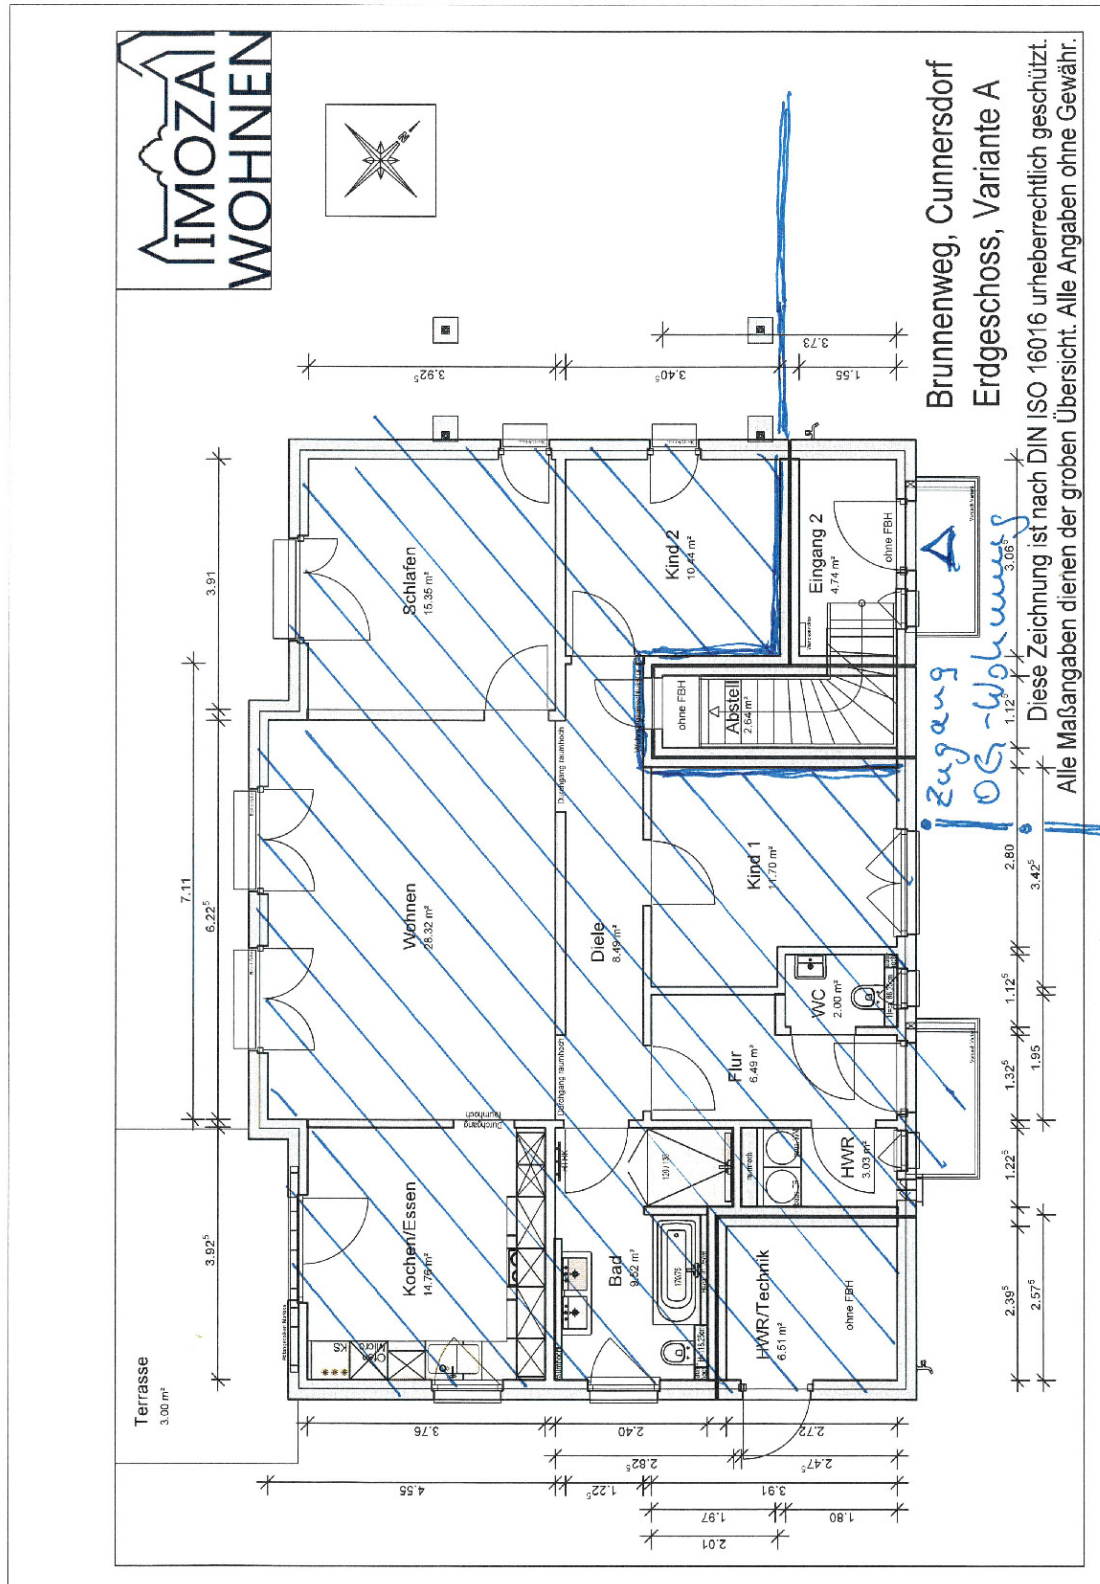 IMOZA
WOHNEN
Terrasse
3.00 m²
Kochen/Essen
14.76 m²
KS
Durchgang
raumhoch
Wohnen
28.32 m²
Schlafen
15.35 m²
Durchgang raumhoch
Diele
8.49 m²
Durchgang raumhoch
Kind 2
10.44 m²
Bad
9.52 m²
120 / 135
170/75
HWR/Technik
6.51 m²
ohne FBH
HWR
3.03 m²
Flur
6.49 m²
WC
2.00 m²
Kind 1
11.70 m²
Abstell
2.64 m²
ohne FBH
Eingang 2
4.74 m²
ohne FBH
3.92⁵
7.11
6.22⁵
3.91
3.92⁵
3.40⁵
3.73
1.55
4.55
3.76
1.22⁵
2.40
2.82⁵
2.72
2.47⁵
3.91
1.97
1.80
2.01
2.39⁵
2.57⁵
1.22⁵
1.32⁵
1.95
1.12⁵
2.80
3.42⁵
1.12⁵
3.06⁵
Zugang
OG-Wohnung
Brunnenweg, Cunnersdorf
Erdgeschoss, Variante A
Diese Zeichnung ist nach DIN ISO 16016 urheberrechtlich geschützt.
Alle Maßangaben dienen der groben Übersicht. Alle Angaben ohne Gewähr.